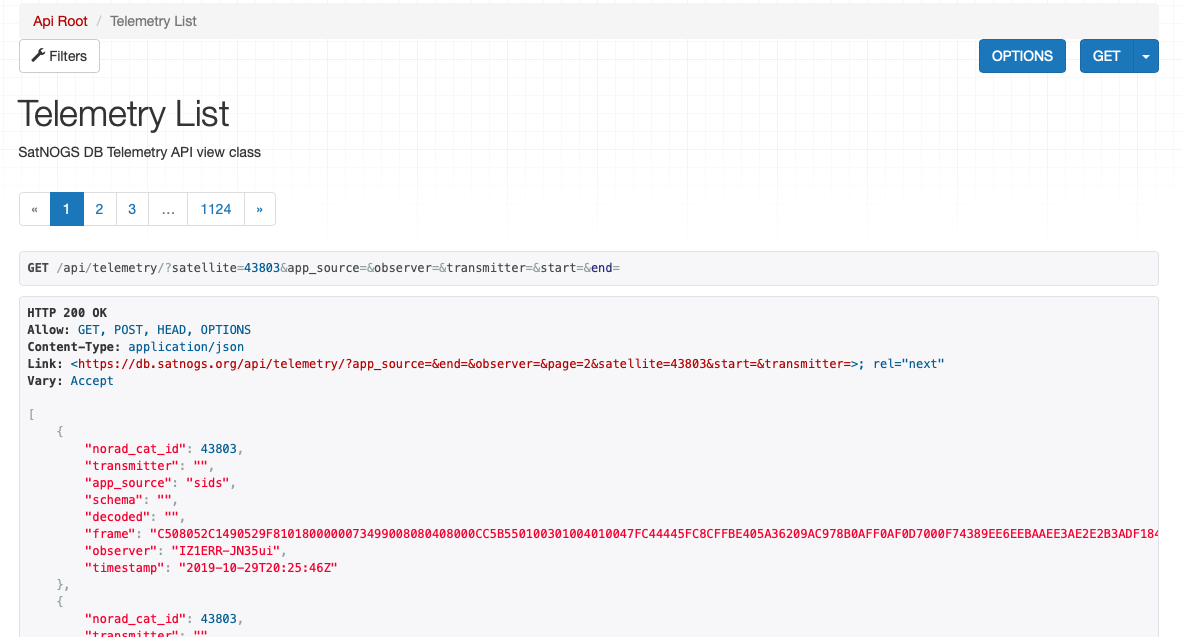 Api Root / Telemetry List
Filters
OPTIONS
GET
Telemetry List
SatNOGS DB Telemetry API view class
« 1 2 3 … 1124 »
GET /api/telemetry/?satellite=43803&app_source=&observer=&transmitter=&start=&end=
HTTP 200 OK
Allow: GET, POST, HEAD, OPTIONS
Content-Type: application/json
Link: <https://db.satnogs.org/api/telemetry/?app_source=&end=&observer=&page=2&satellite=43803&start=&transmitter=>; rel="next"
Vary: Accept
[
{
"norad_cat_id": 43803,
"transmitter": "",
"app_source": "sids",
"schema": "",
"decoded": "",
"frame": "C508052C1490529F81018000000734990080804080​00CC5B550100301004010047FC44445FC8CFFBE405A36209AC978B0AFF0AF0D7000F74389EE6EEBAAEE3AE2E2B3ADF184
"observer": "IZ1ERR-JN35ui",
"timestamp": "2019-10-29T20:25:46Z"
},
{
"norad_cat_id": 43803,
"transmitter": ""